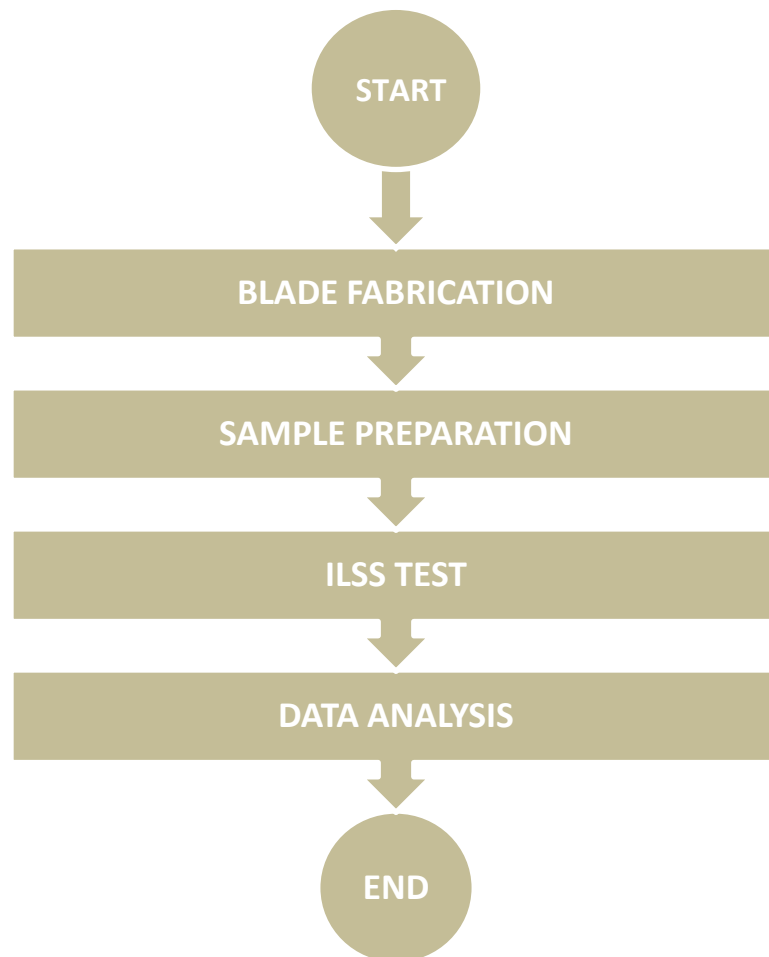 START
BLADE FABRICATION
SAMPLE PREPARATION
ILSS TEST
DATA ANALYSIS
END